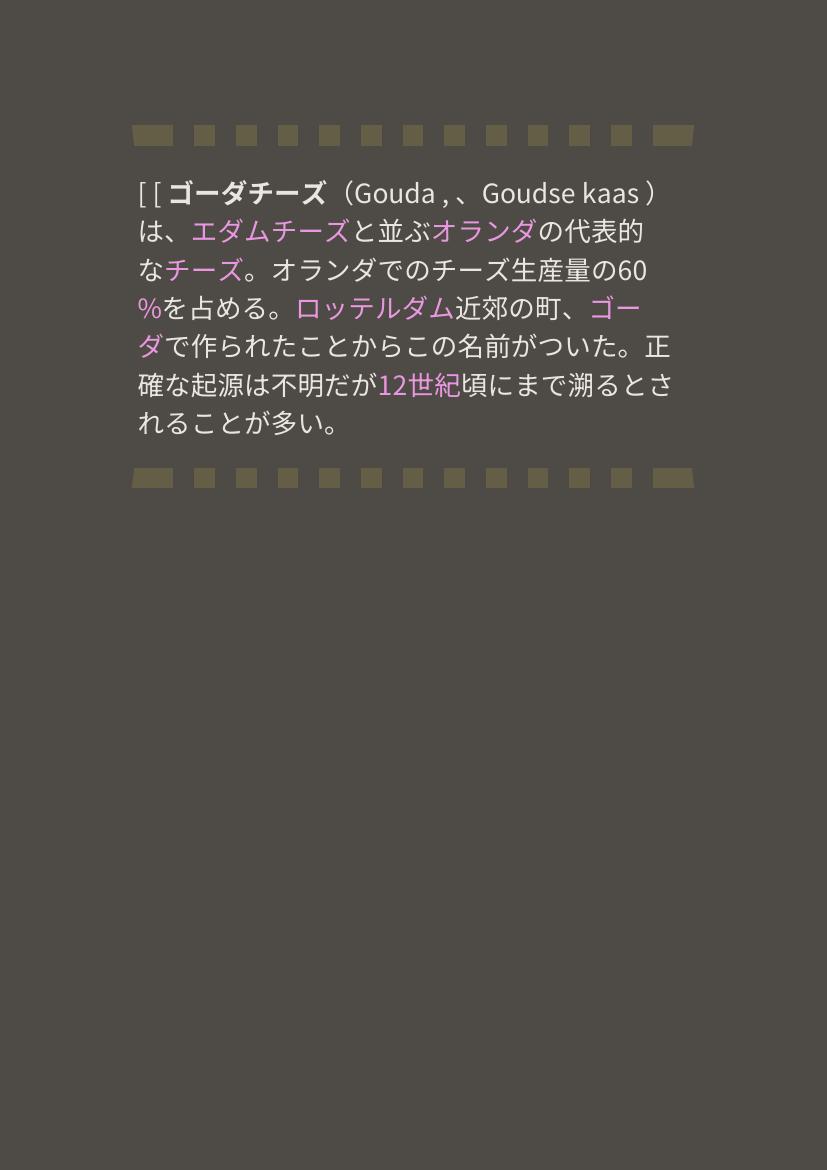 [ [ ゴーダチーズ（Gouda , 、Goudse kaas ）
は、エダムチーズと並ぶオランダの代表的
なチーズ。オランダでのチーズ生産量の60
%を占める。ロッテルダム近郊の町、ゴー
ダで作られたことからこの名前がついた。正
確な起源は不明だが12世紀頃にまで溯るとさ
れることが多い。